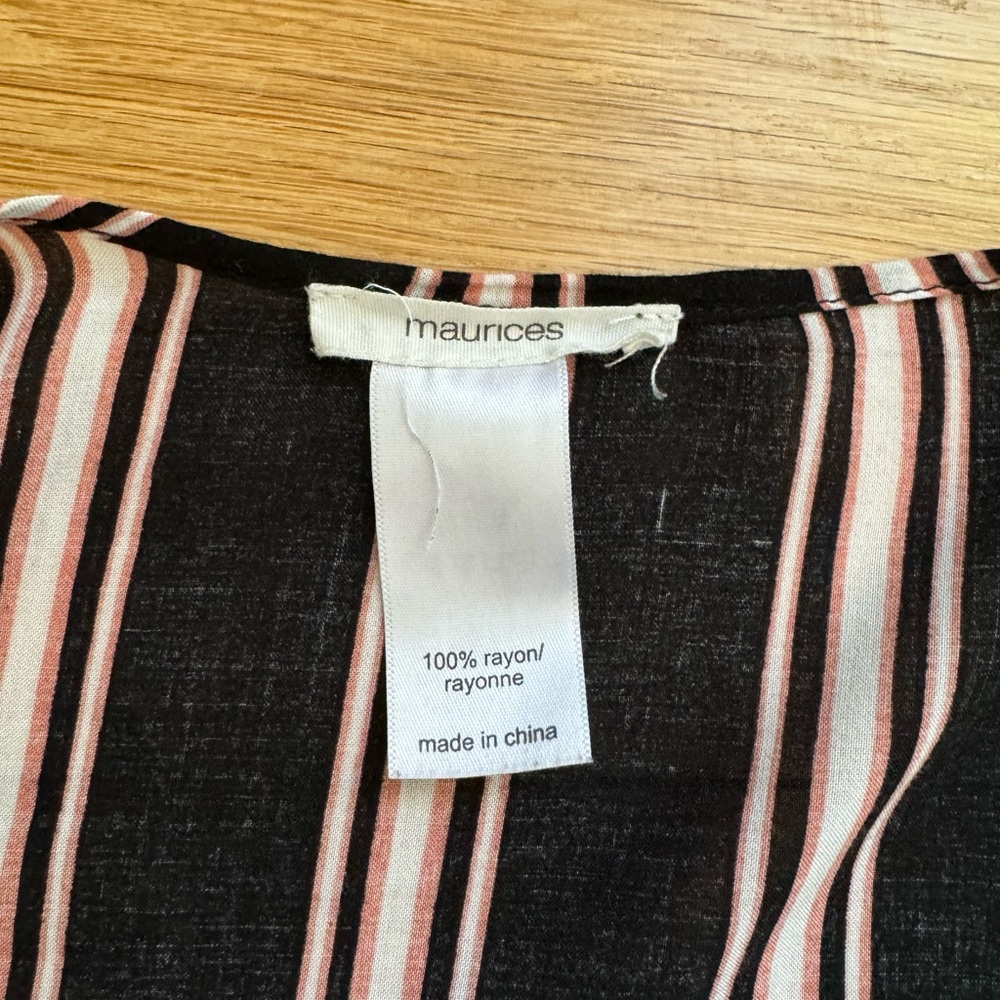 maurices
100% rayon/
rayonne
made in china